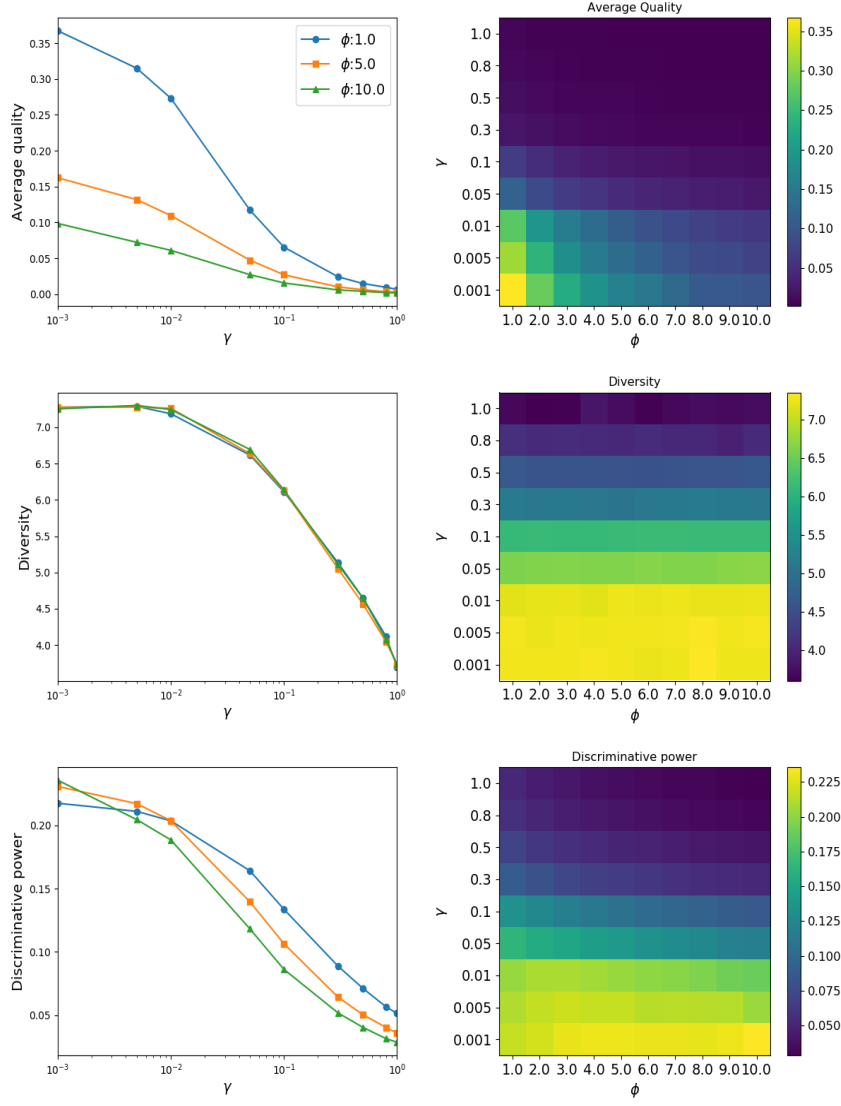 ϕ:1.0
ϕ:5.0
ϕ:10.0
0.35
0.30
0.25
0.20
0.15
0.10
0.05
0.00
Average quality
10⁻³ 10⁻² 10⁻¹ 10⁰
γ
Average Quality
1.0
0.8
0.5
0.3
0.1
0.05
0.01
0.005
0.001
γ
1.0 2.0 3.0 4.0 5.0 6.0 7.0 8.0 9.0 10.0
ϕ
0.35
0.30
0.25
0.20
0.15
0.10
0.05
7.0
6.5
6.0
5.5
5.0
4.5
4.0
Diversity
10⁻³ 10⁻² 10⁻¹ 10⁰
γ
Diversity
1.0
0.8
0.5
0.3
0.1
0.05
0.01
0.005
0.001
γ
1.0 2.0 3.0 4.0 5.0 6.0 7.0 8.0 9.0 10.0
ϕ
7.0
6.5
6.0
5.5
5.0
4.5
4.0
0.20
0.15
0.10
0.05
Discriminative power
10⁻³ 10⁻² 10⁻¹ 10⁰
γ
Discriminative power
1.0
0.8
0.5
0.3
0.1
0.05
0.01
0.005
0.001
γ
1.0 2.0 3.0 4.0 5.0 6.0 7.0 8.0 9.0 10.0
ϕ
0.225
0.200
0.175
0.150
0.125
0.100
0.075
0.050